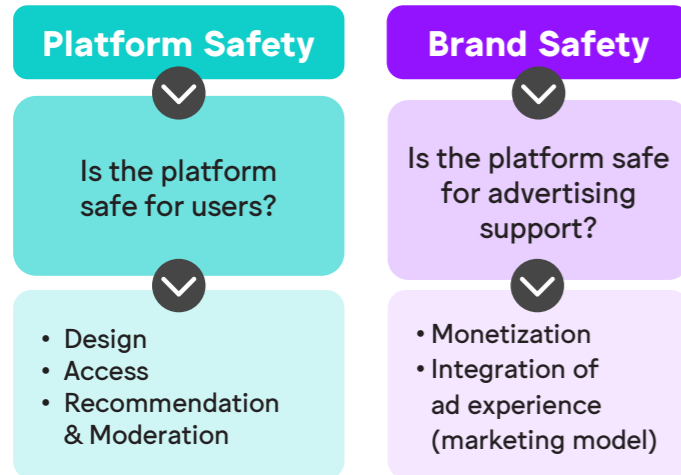 Platform Safety
Is the platform
safe for users?
• Design
• Access
• Recommendation
& Moderation
Brand Safety
Is the platform safe
for advertising
support?
• Monetization
• Integration of
ad experience
(marketing model)